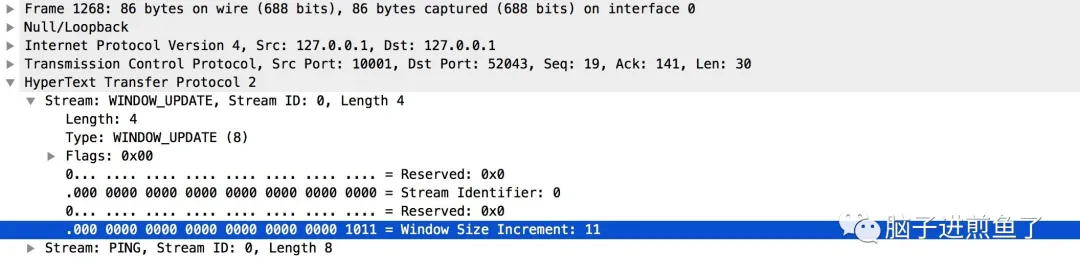 Frame 1268: 86 bytes on wire (688 bits), 86 bytes captured (688 bits) on interface 0
Null/Loopback
Internet Protocol Version 4, Src: 127.0.0.1, Dst: 127.0.0.1
Transmission Control Protocol, Src Port: 10001, Dst Port: 52043, Seq: 19, Ack: 141, Len: 30
HyperText Transfer Protocol 2
Stream: WINDOW_UPDATE, Stream ID: 0, Length 4
Length: 4
Type: WINDOW_UPDATE (8)
Flags: 0x00
0... .... .... .... .... .... .... .... = Reserved: 0x0
.000 0000 0000 0000 0000 0000 0000 0000 = Stream Identifier: 0
0... .... .... .... .... .... .... .... = Reserved: 0x0
.000 0000 0000 0000 0000 0000 0000 1011 = Window Size Increment: 11
脑子进煎鱼了
Stream: PING, Stream ID: 0, Length 8